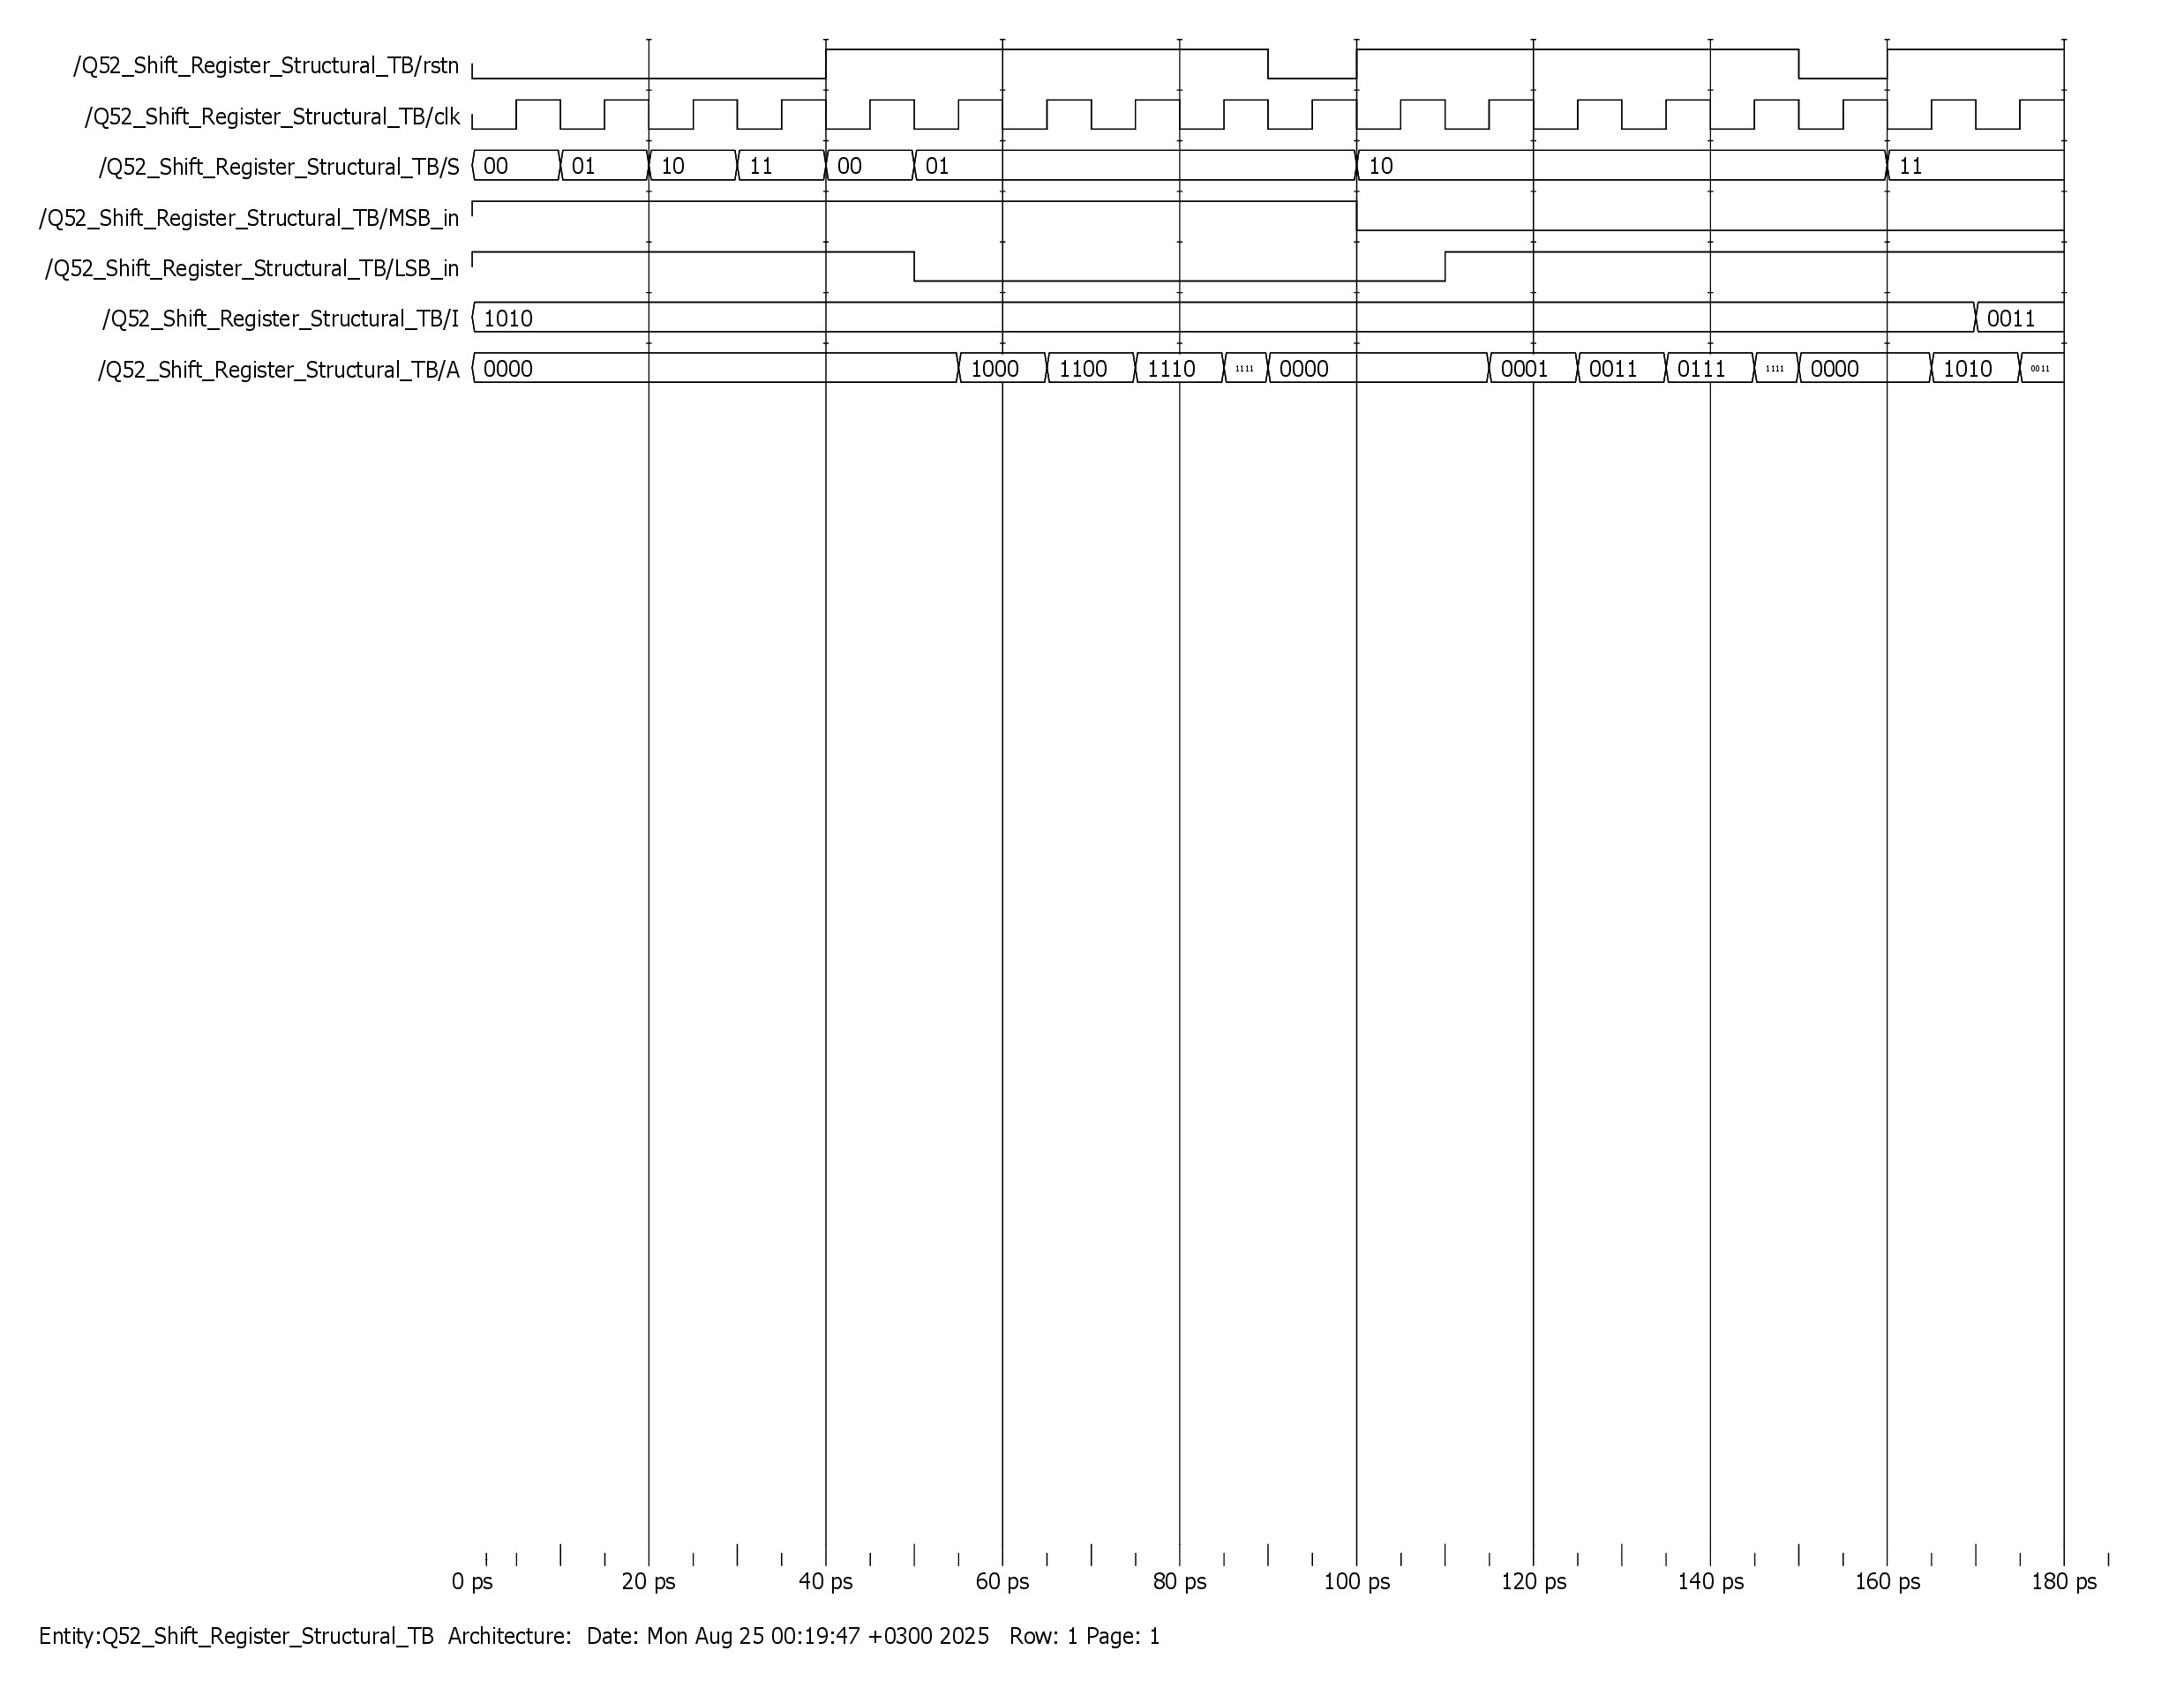 /Q52_Shift_Register_Structural_TB/rstn
/Q52_Shift_Register_Structural_TB/clk
/Q52_Shift_Register_Structural_TB/S 00 01 10 11 00 01 10 11
/Q52_Shift_Register_Structural_TB/MSB_in
/Q52_Shift_Register_Structural_TB/LSB_in
/Q52_Shift_Register_Structural_TB/I 1010 0011
/Q52_Shift_Register_Structural_TB/A 0000 1000 1100 1110 1111 0000 0001 0011 0111 1111 0000 1010 0011
0 ps 20 ps 40 ps 60 ps 80 ps 100 ps 120 ps 140 ps 160 ps 180 ps
Entity:Q52_Shift_Register_Structural_TB Architecture: Date: Mon Aug 25 00:19:47 +0300 2025 Row: 1 Page: 1